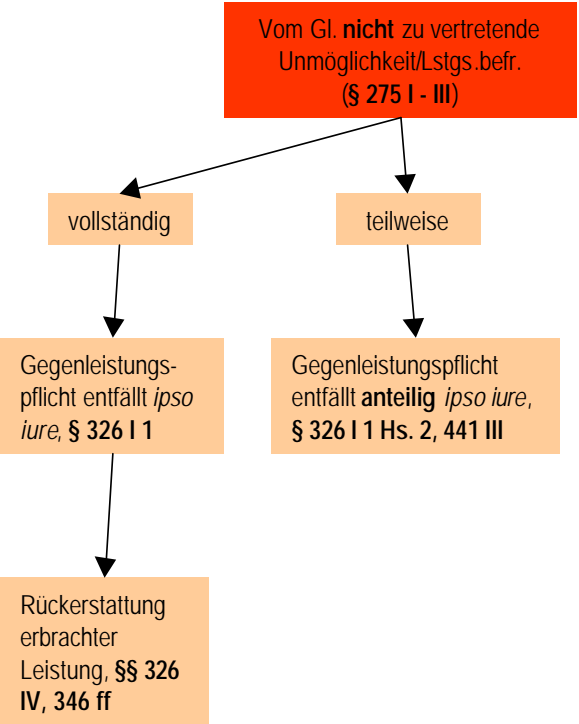 Vom Gl. nicht zu vertretende
Unmöglichkeit/Lstgs.befr.
(§ 275 I - III)
vollständig
teilweise
Gegenleistungs-
pflicht entfällt ipso
iure, § 326 I 1
Gegenleistungspflicht
entfällt anteilig ipso iure,
§ 326 I 1 Hs. 2, 441 III
Rückerstattung
erbrachter
Leistung, §§ 326
IV, 346 ff